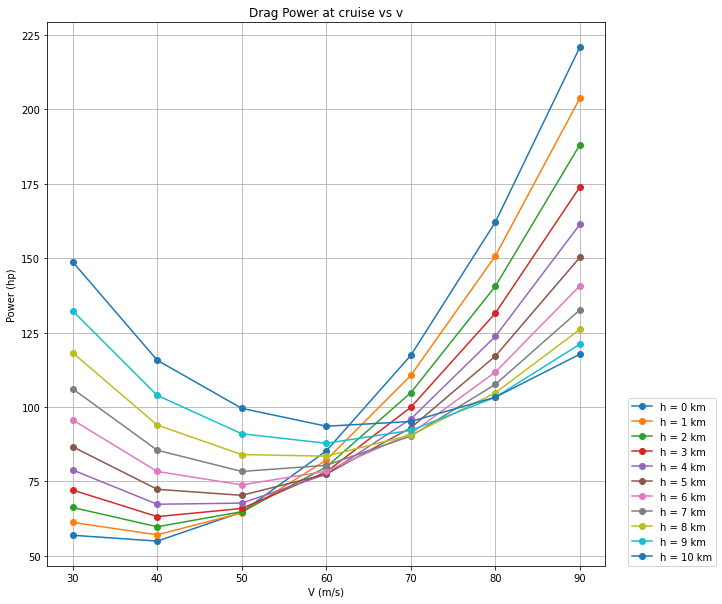 Drag Power at cruise vs v
225
200
175
150
125
100
75
50
Power (hp)
30 40 50 60 70 80 90
V (m/s)
h = 0 km
h = 1 km
h = 2 km
h = 3 km
h = 4 km
h = 5 km
h = 6 km
h = 7 km
h = 8 km
h = 9 km
h = 10 km